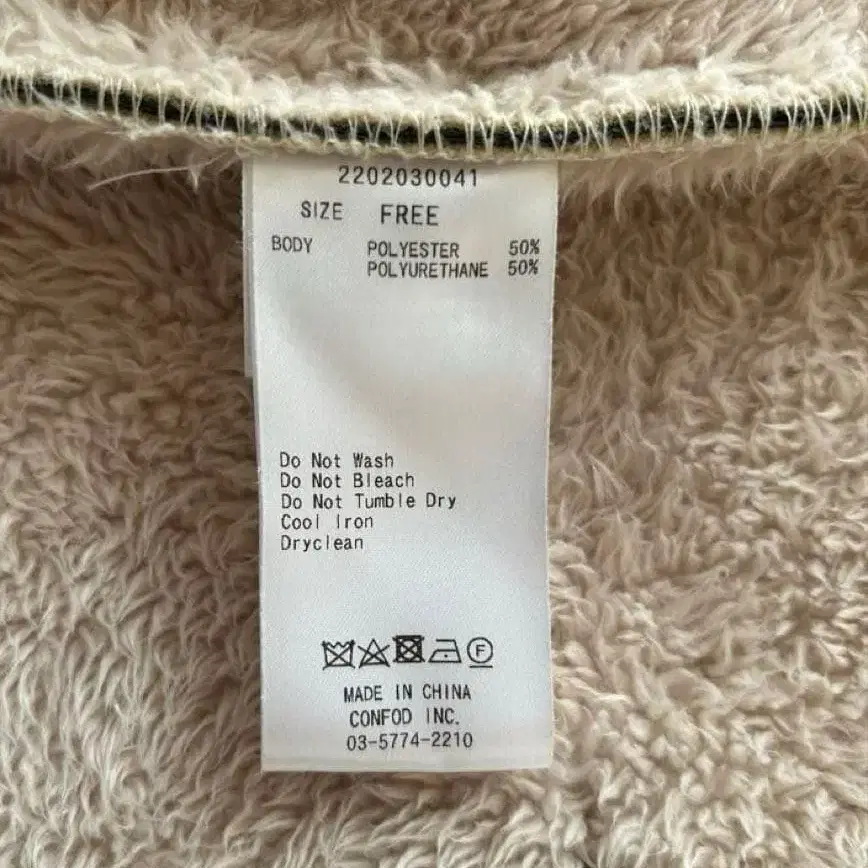 2202030041
SIZE FREE
BODY POLYESTER 50%
POLYURETHANE 50%
Do Not Wash
Do Not Bleach
Do Not Tumble Dry
Cool Iron
Dryclean
F
MADE IN CHINA
CONFOD INC.
03-5774-2210